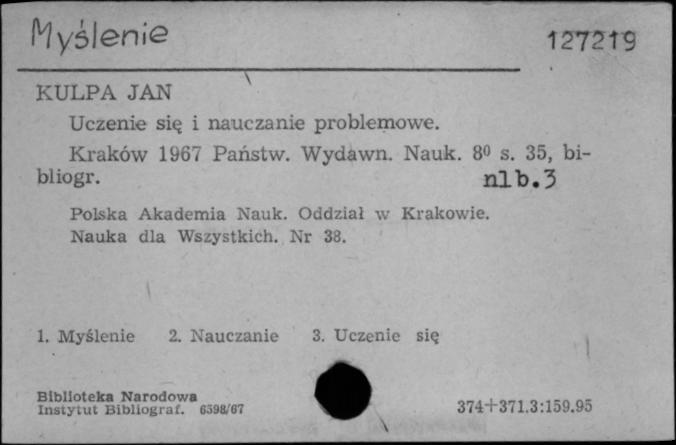 Myślenie
127219
KULPA JAN
Uczenie się i nauczanie problemowe.
Kraków 1967 Państw. Wydawn. Nauk. 8⁰ s. 35, bi-
bliogr.
nlb.3
Polska Akademia Nauk. Oddział w Krakowie.
Nauka dla Wszystkich. Nr 38.
1. Myślenie 2. Nauczanie 3. Uczenie się
Biblioteka Narodowa
Instytut Bibliograf. 6398/67
374+371.3:159.95